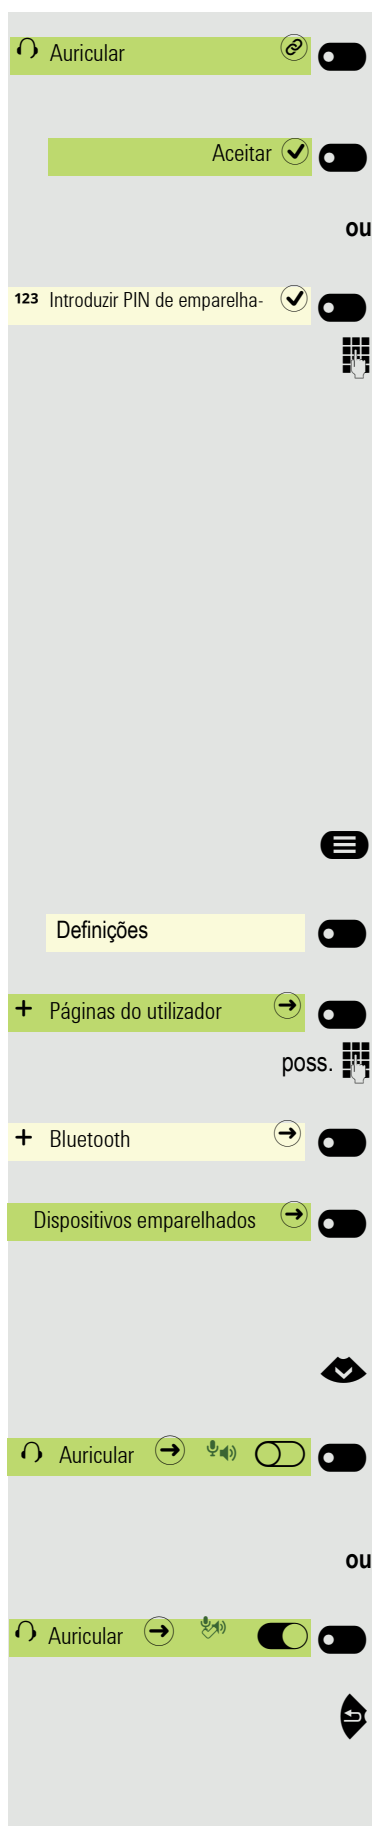 Auricular
Aceitar
ou
123 Introduzir PIN de emparelha-
Definições
+ Páginas do utilizador
poss.
+ Bluetooth
Dispositivos emparelhados
Auricular
ou
Auricular